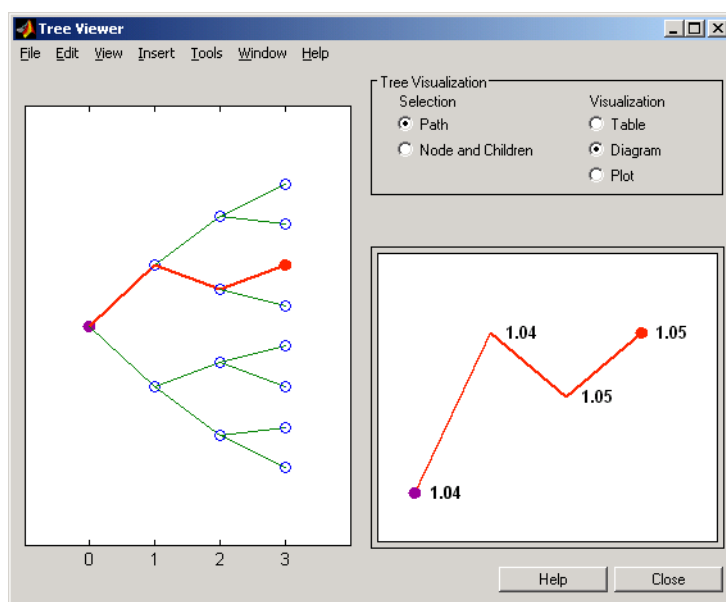 Tree Viewer
File Edit View Insert Tools Window Help
Tree Visualization
Selection Visualization
Path Table
Node and Children Diagram
Plot
1.04 1.05
1.05
1.04
0 1 2 3
Help Close